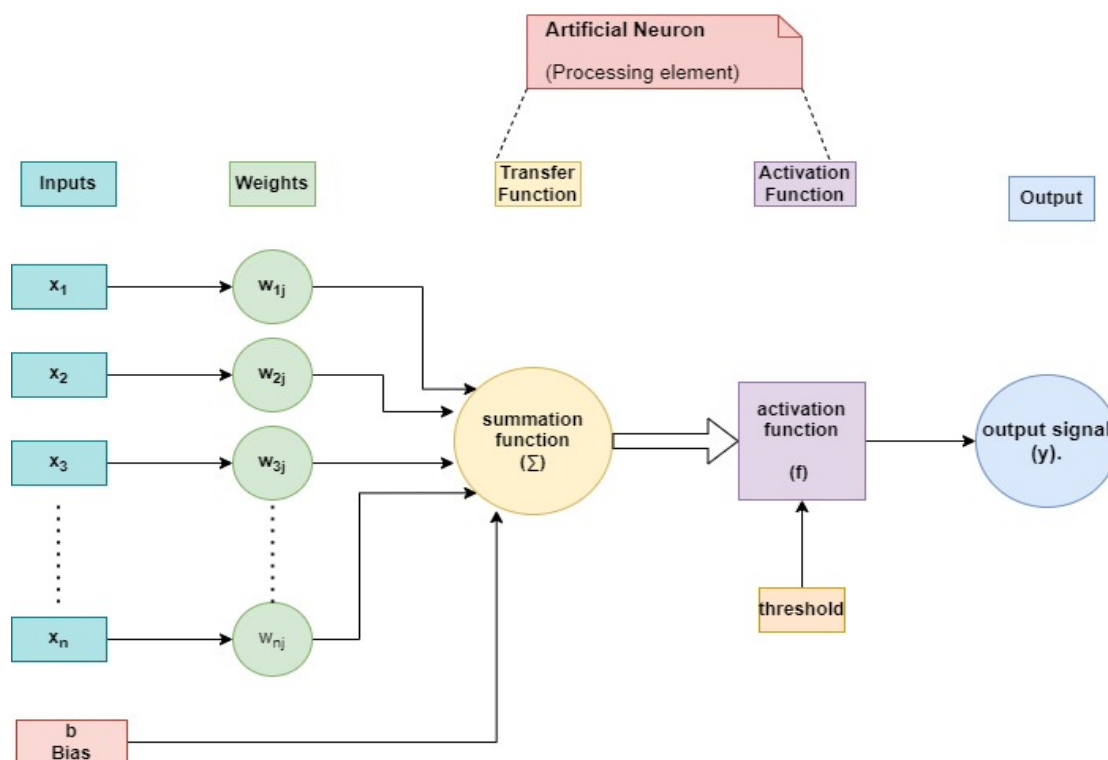 Artificial Neuron
(Processing element)
Inputs
Weights
Transfer
Function
Activation
Function
Output
x₁
w₁ⱼ
x₂
w₂ⱼ
x₃
w₃ⱼ
summation
function
(∑)
activation
function
(f)
output signal
(y).
threshold
xₙ
wₙⱼ
b
Bias